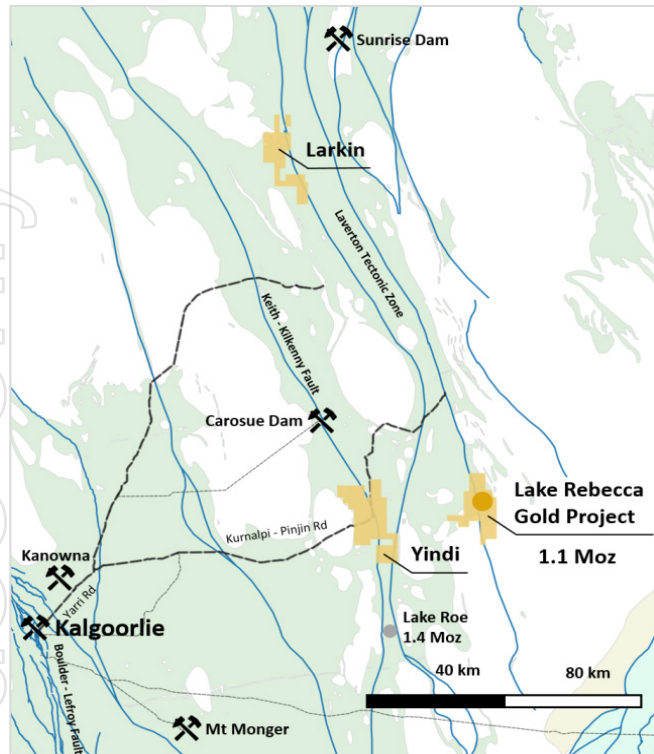 Sunrise Dam
Larkin
Laverton Tectonic Zone
Keith - Kilkenny Fault
Carosue Dam
Lake Rebecca
Gold Project
1.1 Moz
Kurnalpi - Pinjin Rd
Yindi
Kanowna
Yarri Rd
Kalgoorlie
Lake Roe
1.4 Moz
Boulder - Lefroy Fault
40 km
80 km
Mt Monger